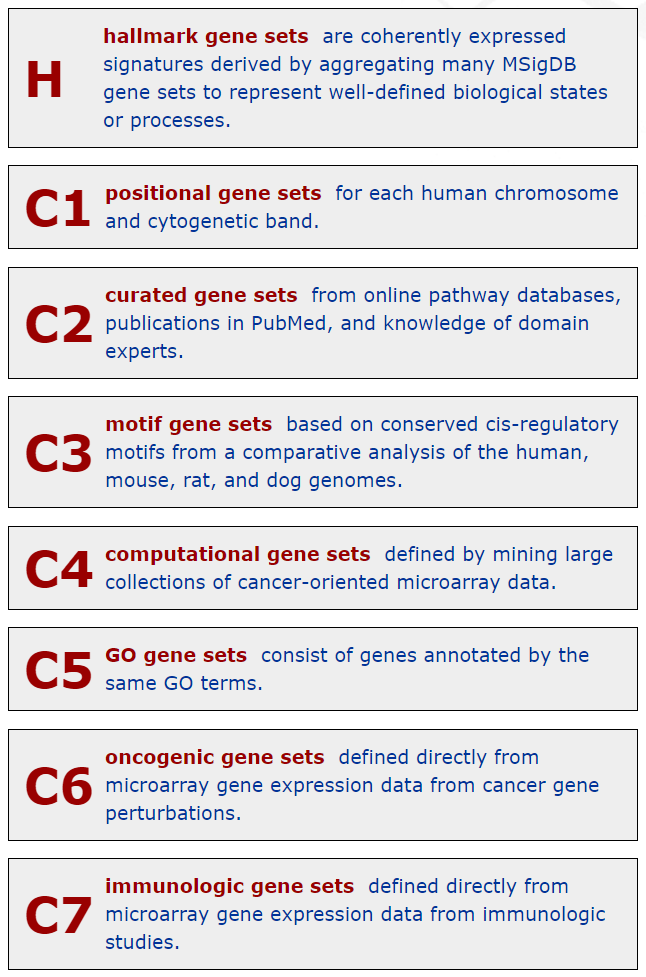 H
hallmark gene sets are coherently expressed
signatures derived by aggregating many MSigDB
gene sets to represent well-defined biological states
or processes.
C1
positional gene sets for each human chromosome
and cytogenetic band.
C2
curated gene sets from online pathway databases,
publications in PubMed, and knowledge of domain
experts.
C3
motif gene sets based on conserved cis-regulatory
motifs from a comparative analysis of the human,
mouse, rat, and dog genomes.
C4
computational gene sets defined by mining large
collections of cancer-oriented microarray data.
C5
GO gene sets consist of genes annotated by the
same GO terms.
C6
oncogenic gene sets defined directly from
microarray gene expression data from cancer gene
perturbations.
C7
immunologic gene sets defined directly from
microarray gene expression data from immunologic
studies.